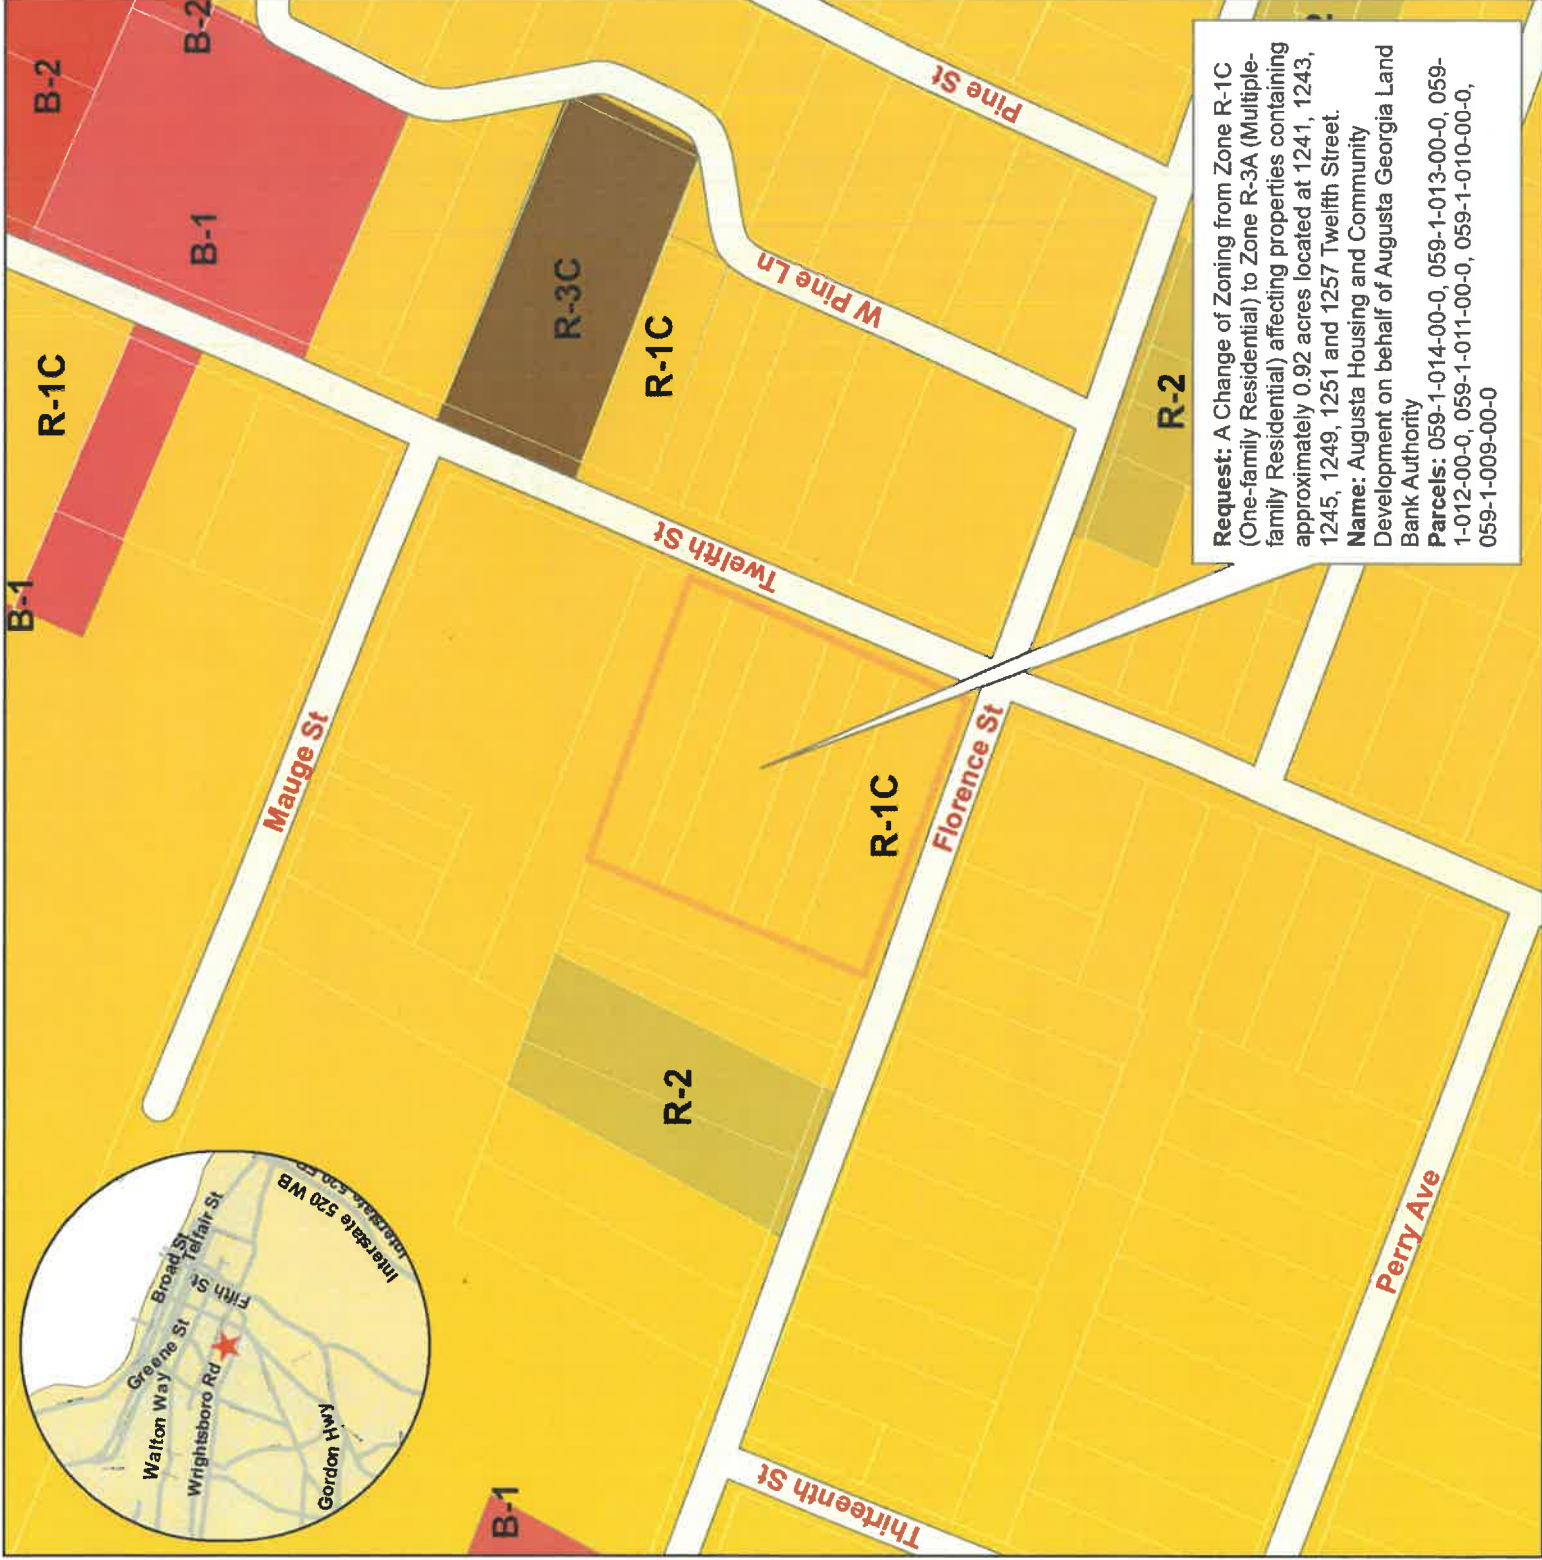 B-2
B-2
B-1
R-1C
B-1
R-3C
R-1C
Pine St
W Pine Ln
Twelfth St
Mauge St
R-2
R-1C
Florence St
R-2
Perry Ave
Thirteenth St
B-1
Request: A Change of Zoning from Zone R-1C
(One-family Residential) to Zone R-3A (Multiple-
family Residential) affecting properties containing
approximately 0.92 acres located at 1241, 1243,
1245, 1249, 1251 and 1257 Twelfth Street.
Name: Augusta Housing and Community
Development on behalf of Augusta Georgia Land
Bank Authority
Parcels: 059-1-014-00-0, 059-1-013-00-0, 059-
1-012-00-0, 059-1-011-00-0, 059-1-010-00-0,
059-1-009-00-0
Broad St
Telfair St
Greene St
Fifth St
Walton Way
Wrightsboro Rd
Gordon Hwy
Interstate 520 WB
Interstate 520 EB